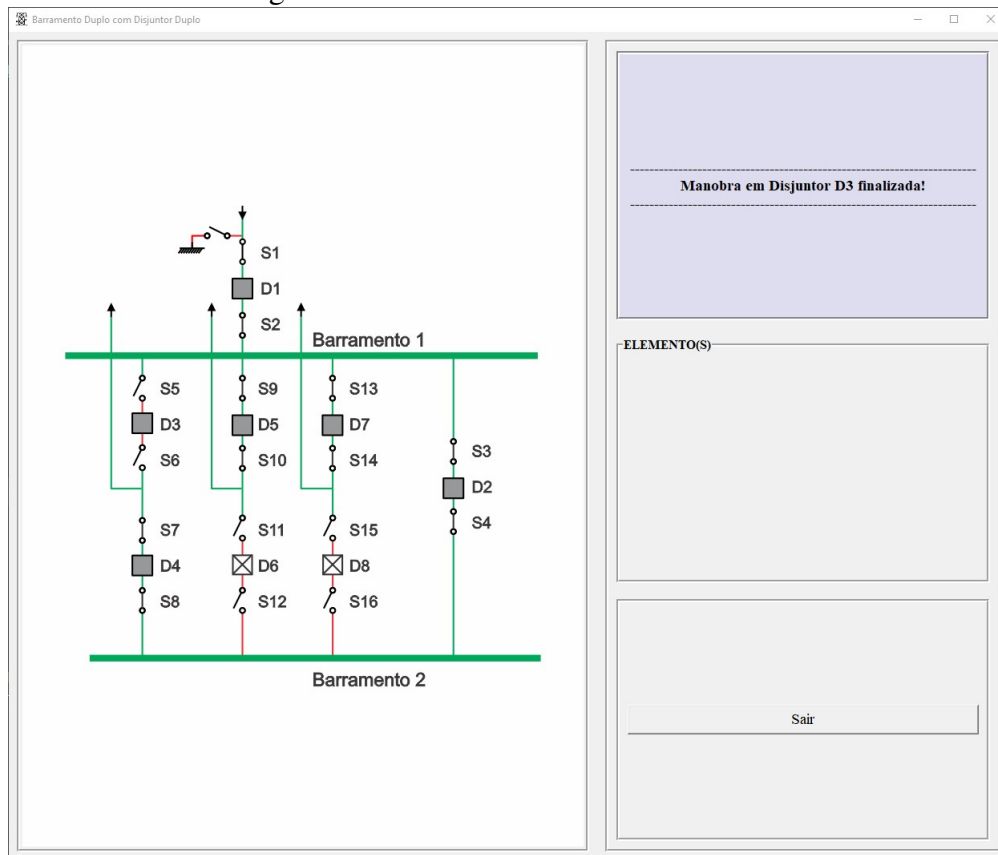 Barramento Duplo com Disjuntor Duplo
Manobra em Disjuntor D3 finalizada!
ELEMENTO(S)
Sair
S1
D1
S2
Barramento 1
S5 S9 S13
D3 D5 D7
S6 S10 S14
S3
D2
S4
S7 S11 S15
D4 D6 D8
S8 S12 S16
Barramento 2